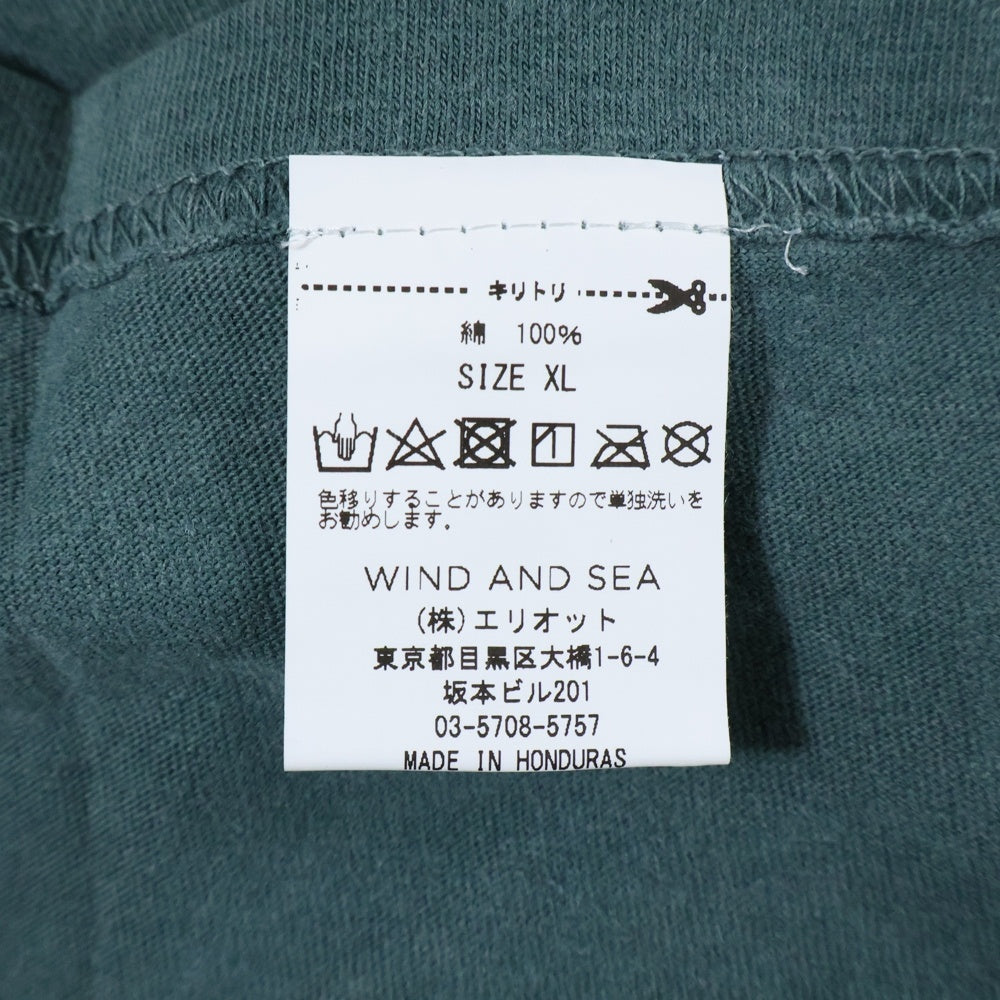 キリトリ
綿 100%
SIZE XL
色移りすることがありますので単独洗いを
お勧めします。
WIND AND SEA
(株)エリオット
東京都目黒区大橋1-6-4
坂本ビル201
03-5708-5757
MADE IN HONDURAS